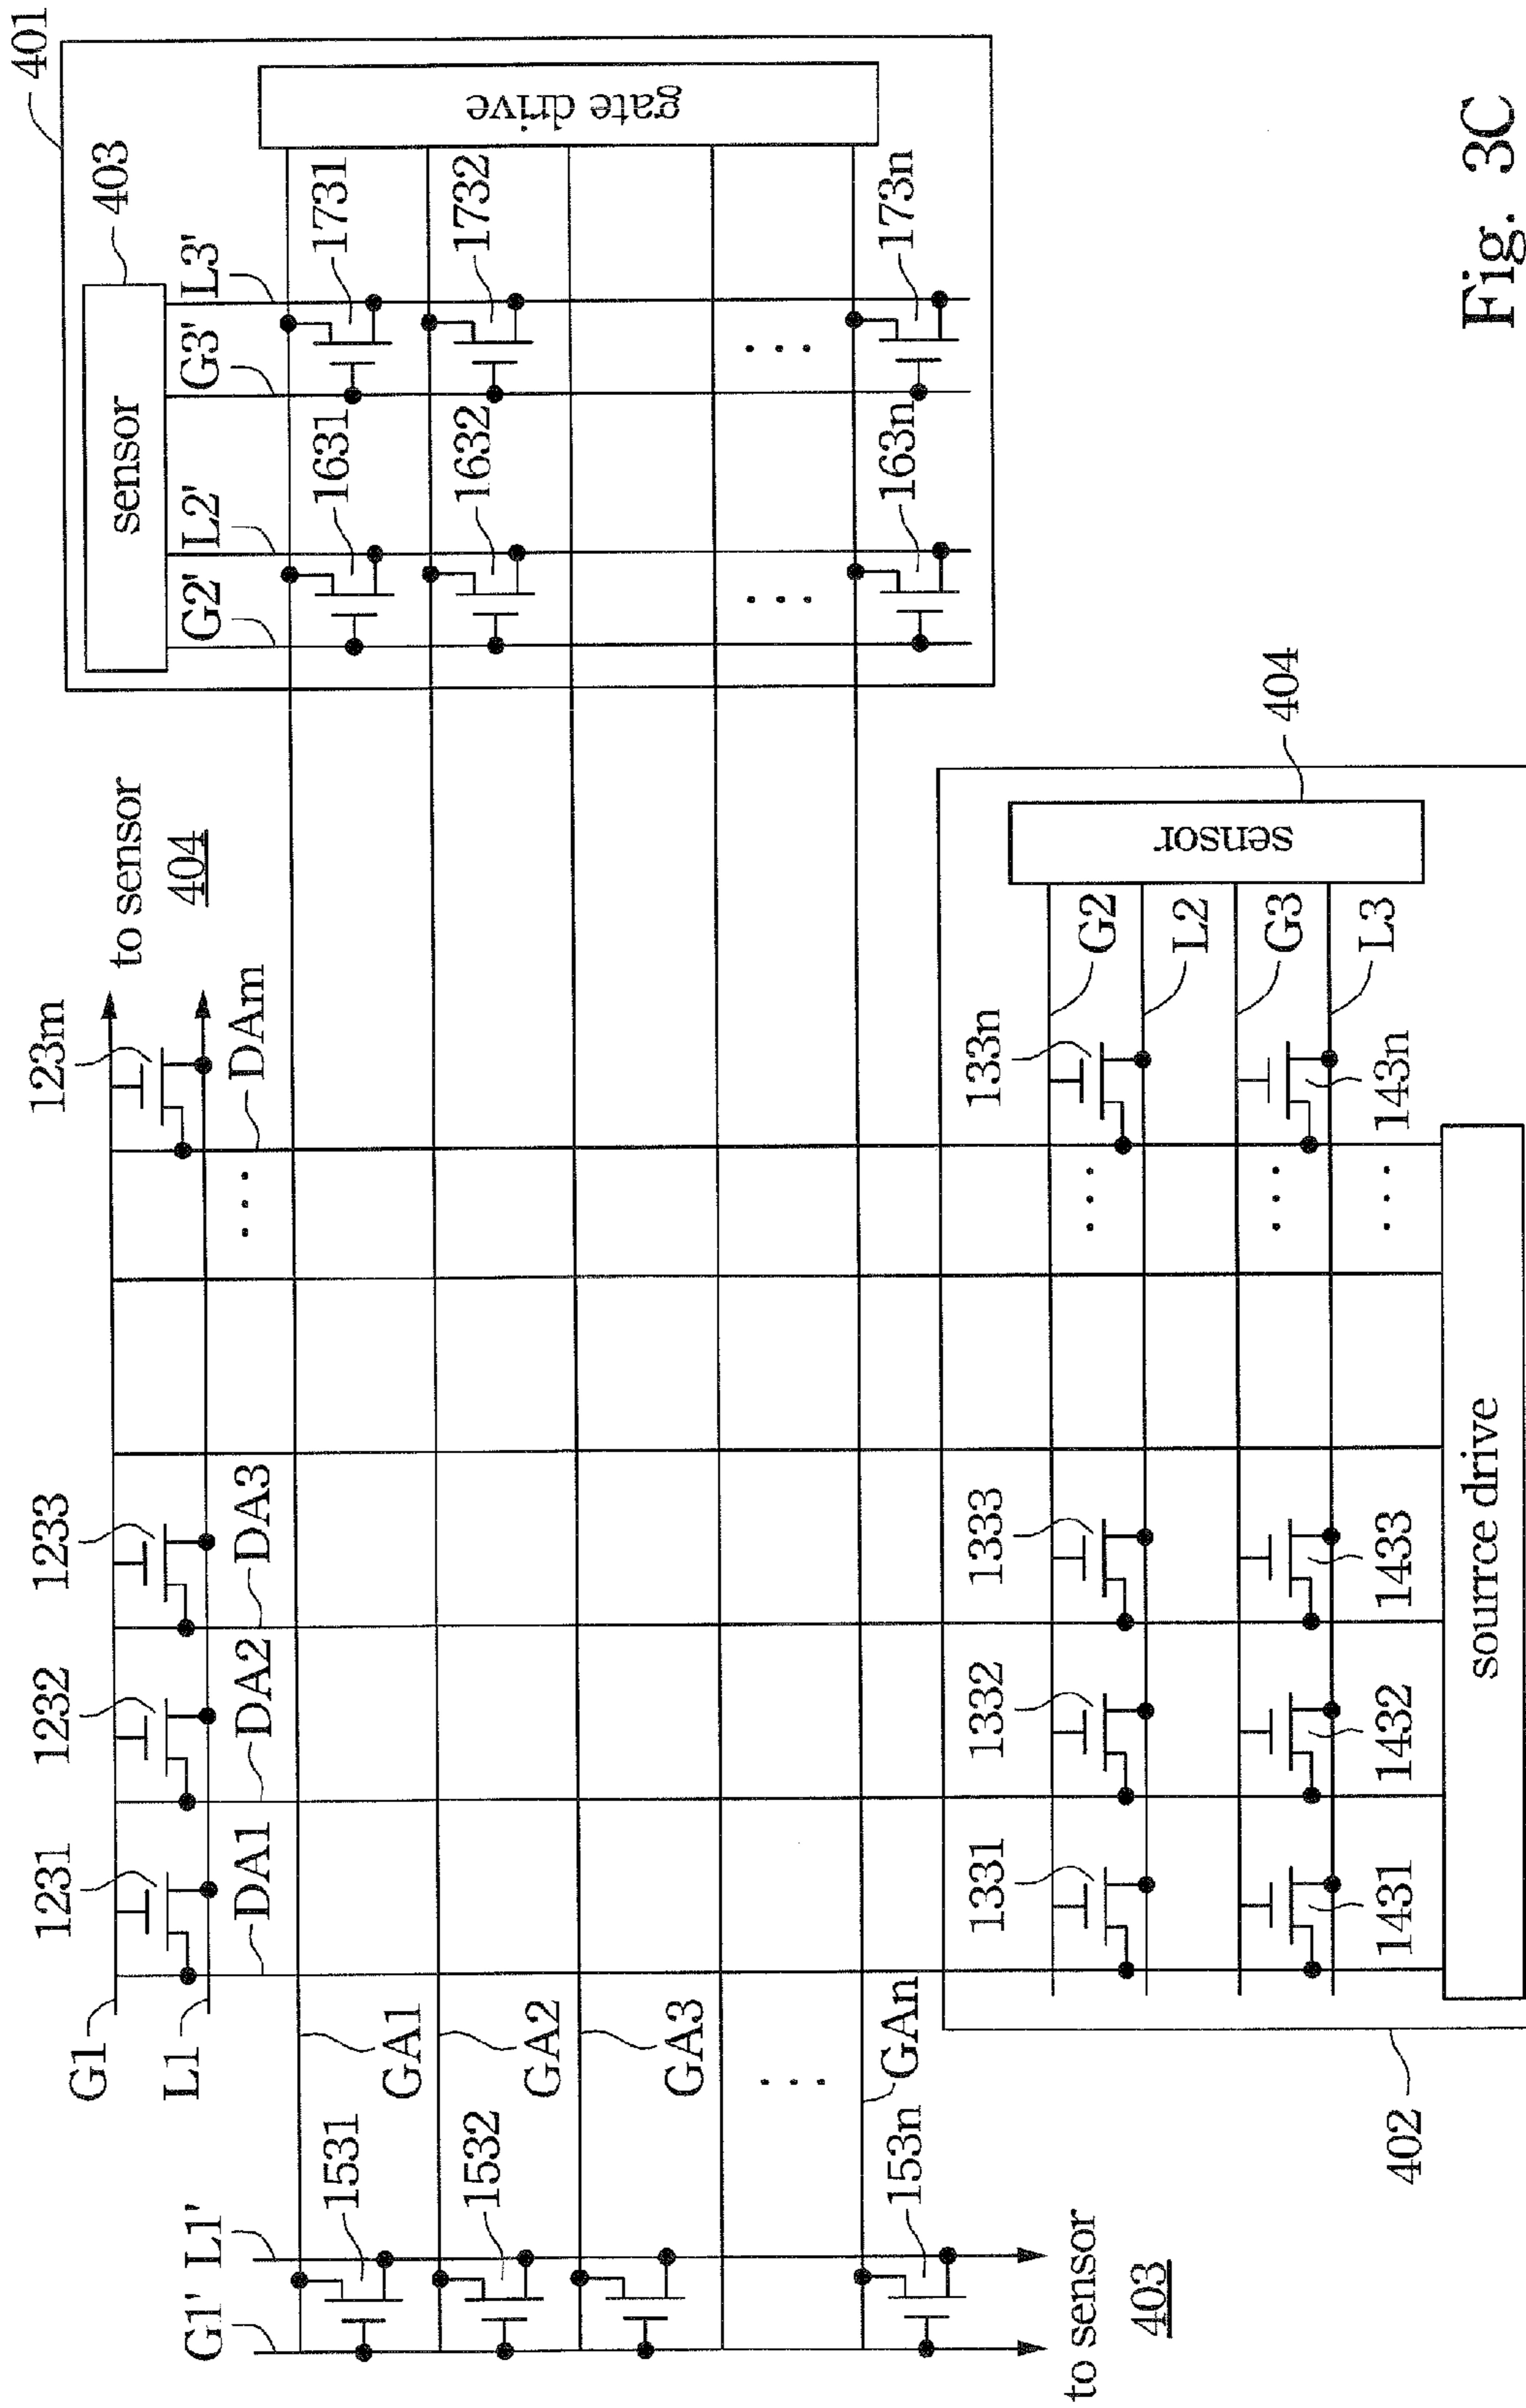 401
403
sensor
gate drive
G2'
L2'
G3'
L3'
1631
1731
1632
1732
163n
173n
. . .
. . .
to sensor
404
G1
L1
1231
1232
1233
123m
DA1
DA2
DA3
DAm
. . .
G1'
L1'
GA1
GA2
GA3
. . .
GAn
1531
1532
153n
to sensor
403
402
1331
1332
1333
133n
. . .
1431
1432
1433
143n
. . .
. . .
G2
L2
G3
L3
sensor
404
source drive
Fig. 3C